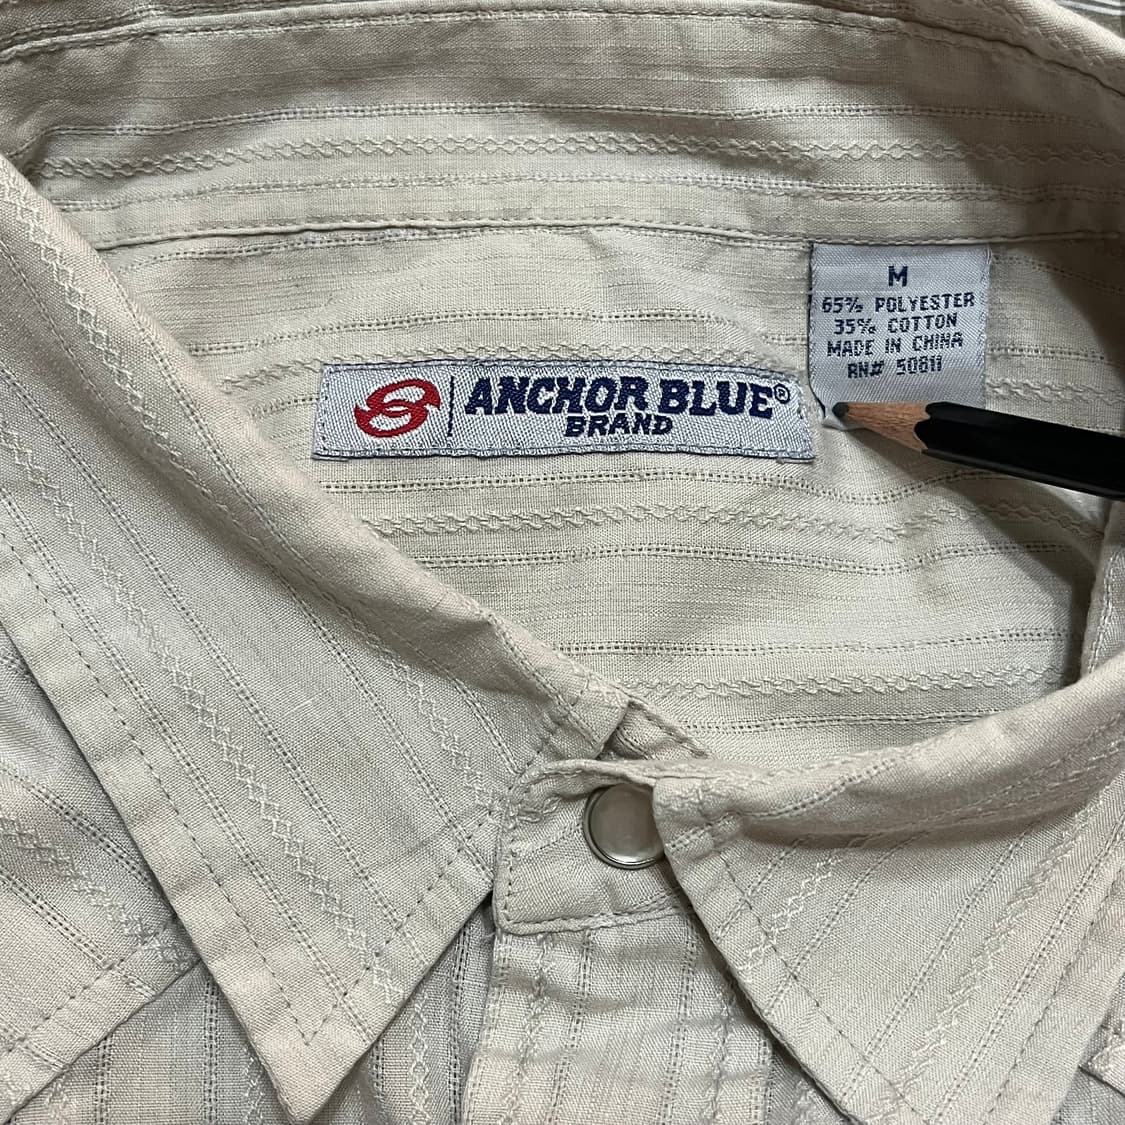 M
65% POLYESTER
35% COTTON
MADE IN CHINA
RN# 50811
ANCHOR BLUE®
BRAND